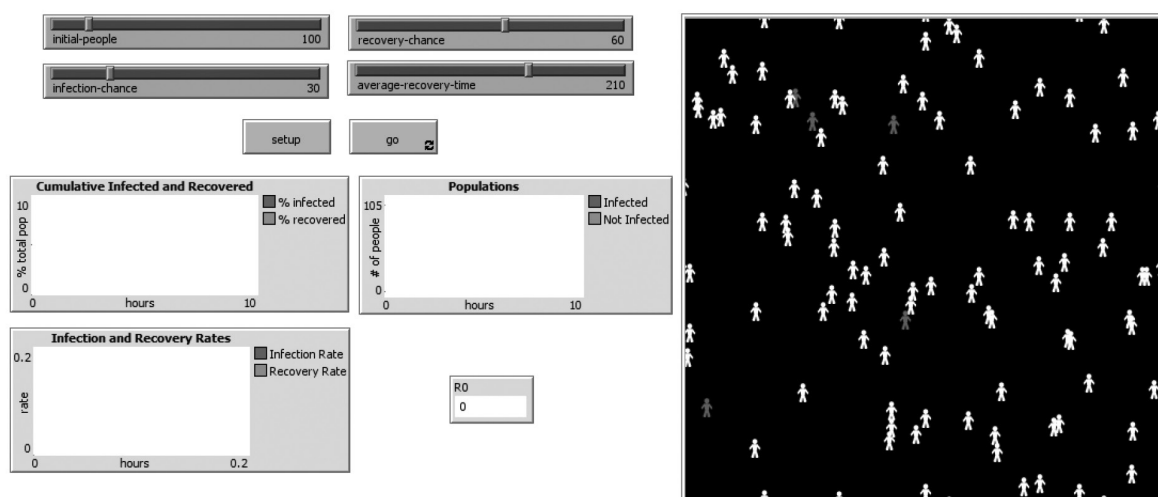 initial-people 100
recovery-chance 60
infection-chance 30
average-recovery-time 210
setup
go
Cumulative Infected and Recovered
% total pop
10
0
0 hours 10
% infected
% recovered
Populations
# of people
105
0
0 hours 10
Infected
Not Infected
Infection and Recovery Rates
rate
0.2
0
0 hours 0.2
Infection Rate
Recovery Rate
R0
0